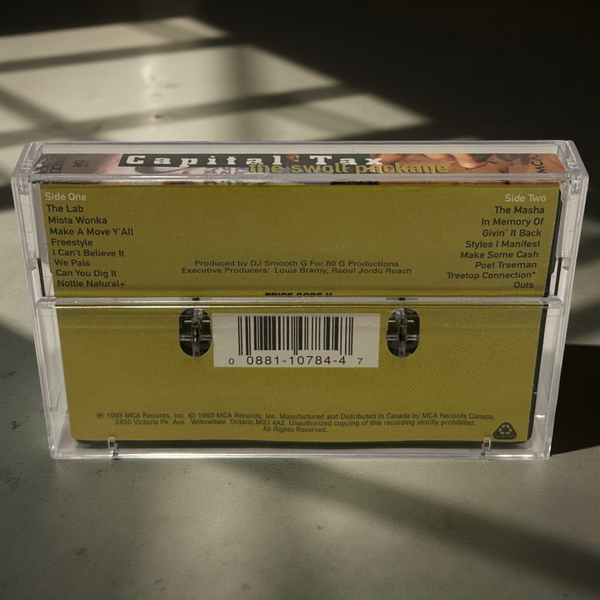 Capital Tax
the swoll package
MCA
Side One
The Lab
Mista Wonka
Make A Move Y'All
Freestyle
I Can't Believe It
We Pals
Can You Dig It
Nottie Natural+
Side Two
The Masha
In Memory Of
Givin' It Back
Styles I Manifest
Make Some Cash
Poel Treeman
Treetop Connection*
Outs
Produced by DJ Smooth G For 80 G Productions
Executive Producers: Louis Bramy, Raoul Jordu Roach
0 0881-10784-4 7
℗ 1993 MCA Records, Inc. © 1993 MCA Records, Inc. Manufactured and Distributed in Canada by MCA Records Canada,
2450 Victoria Pk. Ave., Willowdale, Ontario M2J 4A2. Unauthorized copying of this recording strictly prohibited.
All Rights Reserved.